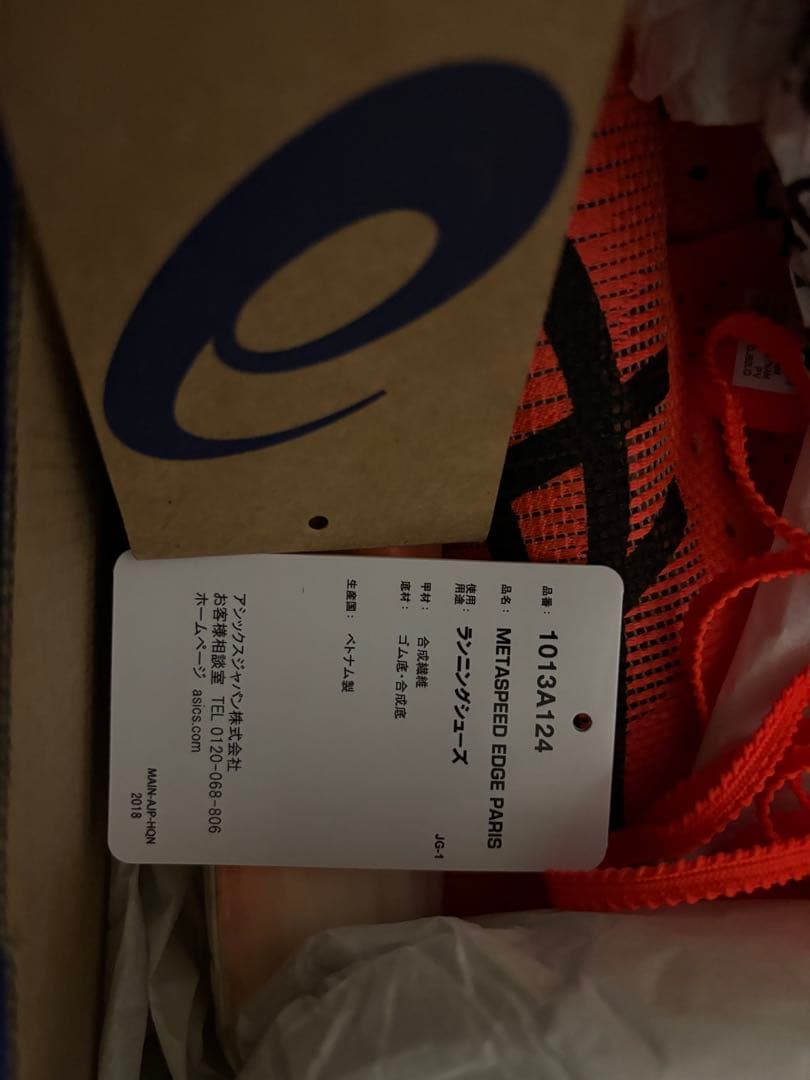 品番： 1013A124
品名： METASPEED EDGE PARIS
使用用途： ランニングシューズ
甲材： 合成繊維
底材： ゴム底・合成底
JG-1
生産国： ベトナム製
アシックスジャパン株式会社
お客様相談室 TEL 0120-068-806
ホームページ asics.com
MAIN-AJP-HQN
2018